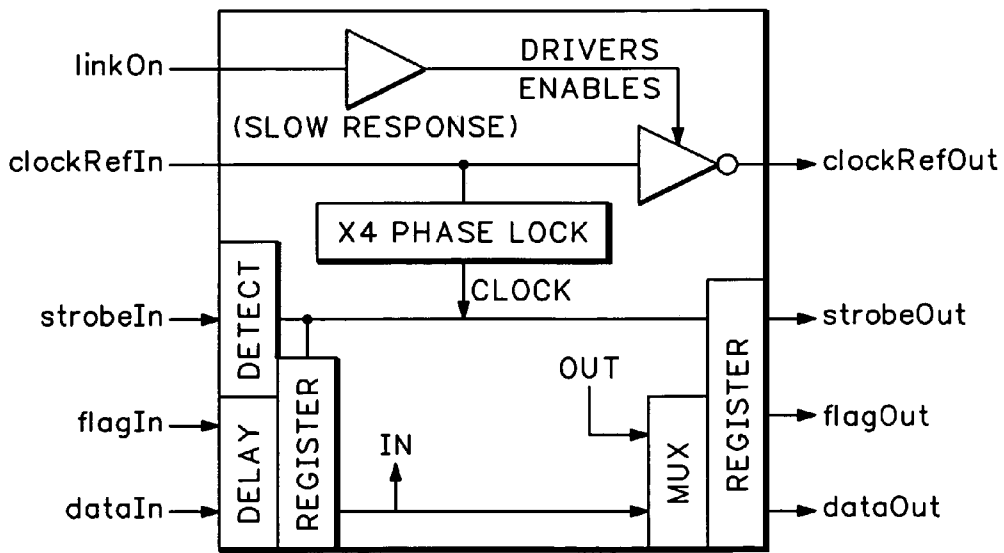 linkOn
DRIVERS
ENABLES
(SLOW RESPONSE)
clockRefIn
clockRefOut
X4 PHASE LOCK
CLOCK
strobeIn
DETECT
strobeOut
OUT
flagIn
DELAY
REGISTER
IN
MUX
REGISTER
flagOut
dataIn
dataOut